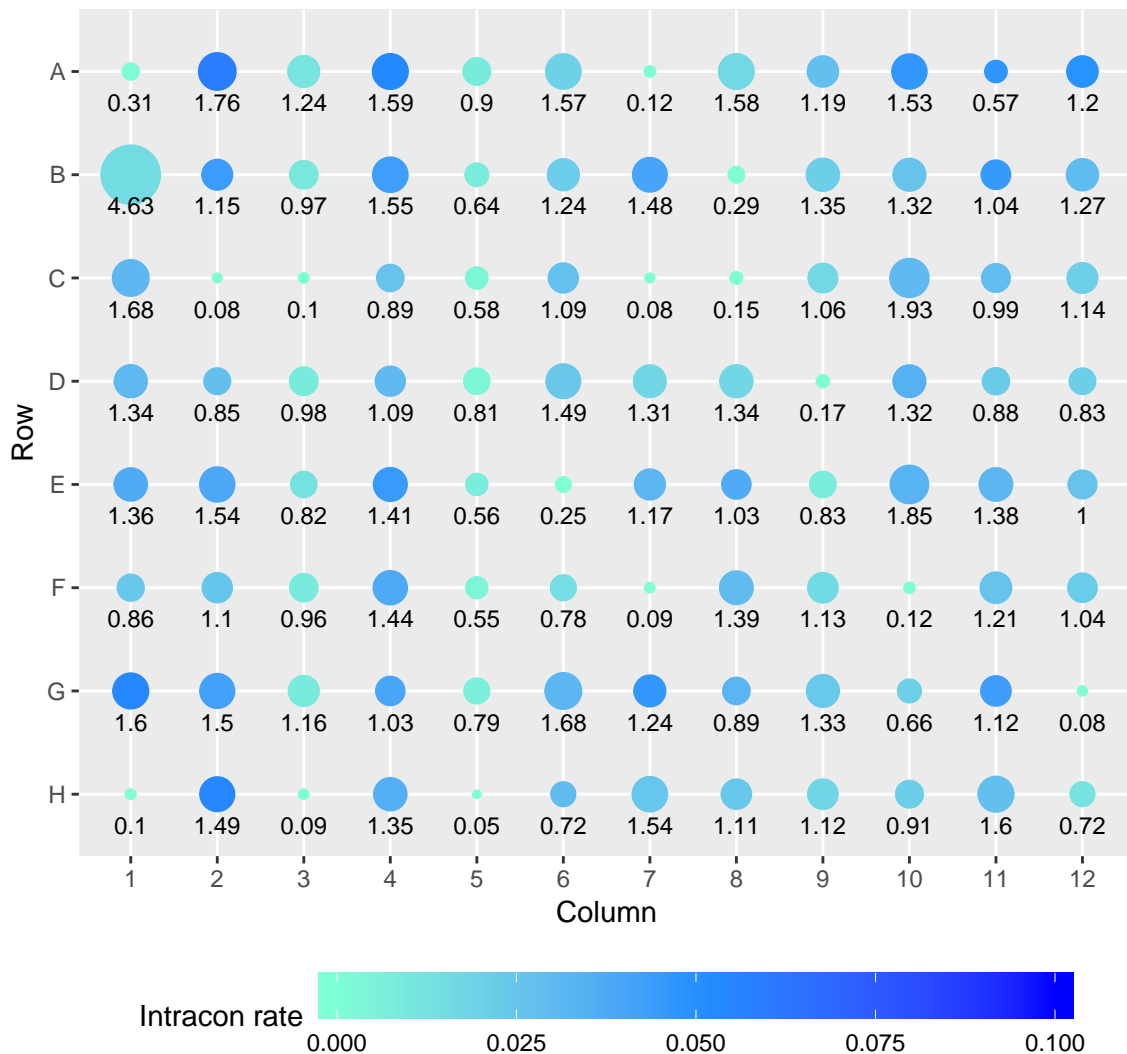 A
0.31 1.76 1.24 1.59 0.9 1.57 0.12 1.58 1.19 1.53 0.57 1.2
B
4.63 1.15 0.97 1.55 0.64 1.24 1.48 0.29 1.35 1.32 1.04 1.27
C
1.68 0.08 0.1 0.89 0.58 1.09 0.08 0.15 1.06 1.93 0.99 1.14
D
1.34 0.85 0.98 1.09 0.81 1.49 1.31 1.34 0.17 1.32 0.88 0.83
Row
E
1.36 1.54 0.82 1.41 0.56 0.25 1.17 1.03 0.83 1.85 1.38 1
F
0.86 1.1 0.96 1.44 0.55 0.78 0.09 1.39 1.13 0.12 1.21 1.04
G
1.6 1.5 1.16 1.03 0.79 1.68 1.24 0.89 1.33 0.66 1.12 0.08
H
0.1 1.49 0.09 1.35 0.05 0.72 1.54 1.11 1.12 0.91 1.6 0.72
1 2 3 4 5 6 7 8 9 10 11 12
Column
Intracon rate
0.000 0.025 0.050 0.075 0.100